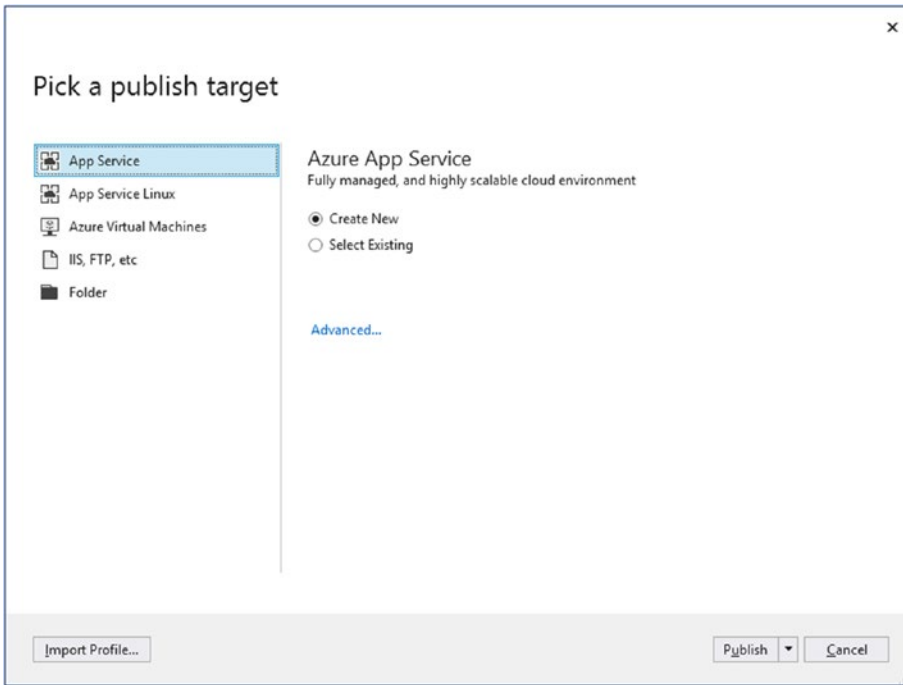 Pick a publish target
App Service
App Service Linux
Azure Virtual Machines
IIS, FTP, etc
Folder
Azure App Service
Fully managed, and highly scalable cloud environment
Create New
Select Existing
Advanced...
Import Profile...
Publish
Cancel